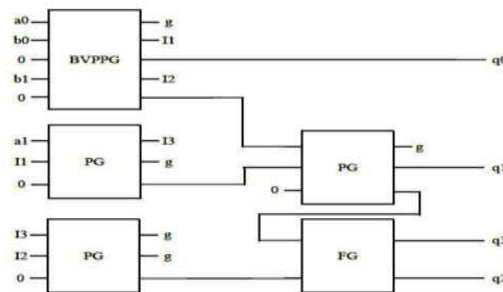 a0 g
b0 I1
0 BVPPG q0
b1 I2
0
a1 I3
I1 PG g
0
g
PG q1
0
I3 g
I2 PG g
0
q3
FG
q2